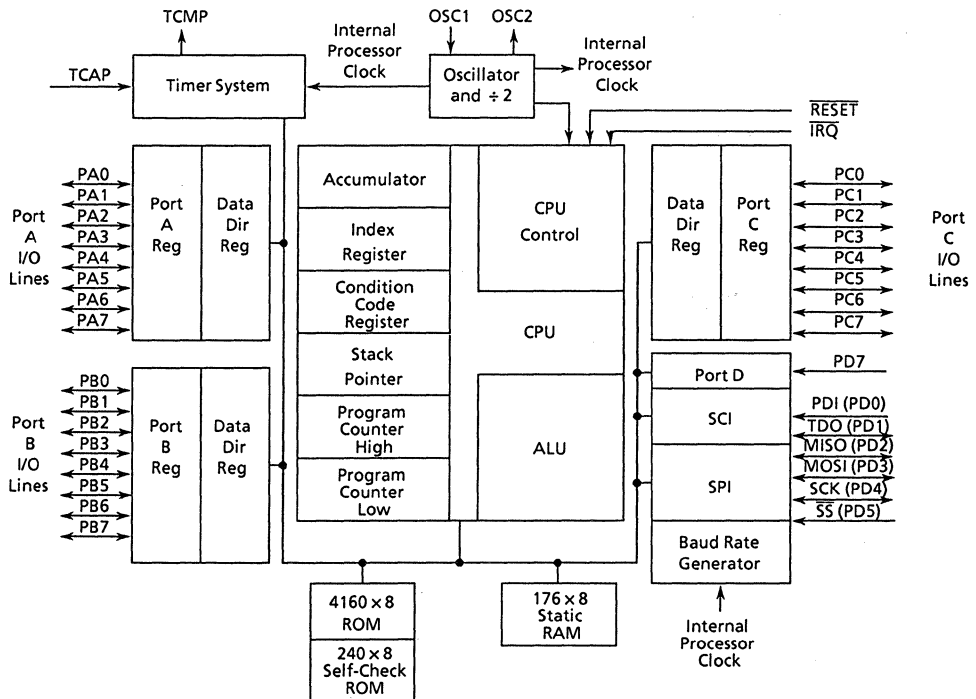 TCMP
OSC1 OSC2
Internal
Processor
Clock
Internal
Processor
Clock
TCAP
Timer System
Oscillator
and ÷ 2
RESET
IRQ
Port
A
I/O
Lines
PA0
PA1
PA2
PA3
PA4
PA5
PA6
PA7
Port
A
Reg
Data
Dir
Reg
Accumulator
Index
Register
Condition
Code
Register
Stack
Pointer
Program
Counter
High
Program
Counter
Low
CPU
Control
CPU
ALU
Data
Dir
Reg
Port
C
Reg
PC0
PC1
PC2
PC3
PC4
PC5
PC6
PC7
Port
C
I/O
Lines
Port
B
I/O
Lines
PB0
PB1
PB2
PB3
PB4
PB5
PB6
PB7
Port
B
Reg
Data
Dir
Reg
Port D
SCI
SPI
Baud Rate
Generator
PD7
PDI (PD0)
TDO (PD1)
MISO (PD2)
MOSI (PD3)
SCK (PD4)
SS (PD5)
4160 × 8
ROM
240 × 8
Self-Check
ROM
176 × 8
Static
RAM
Internal
Processor
Clock